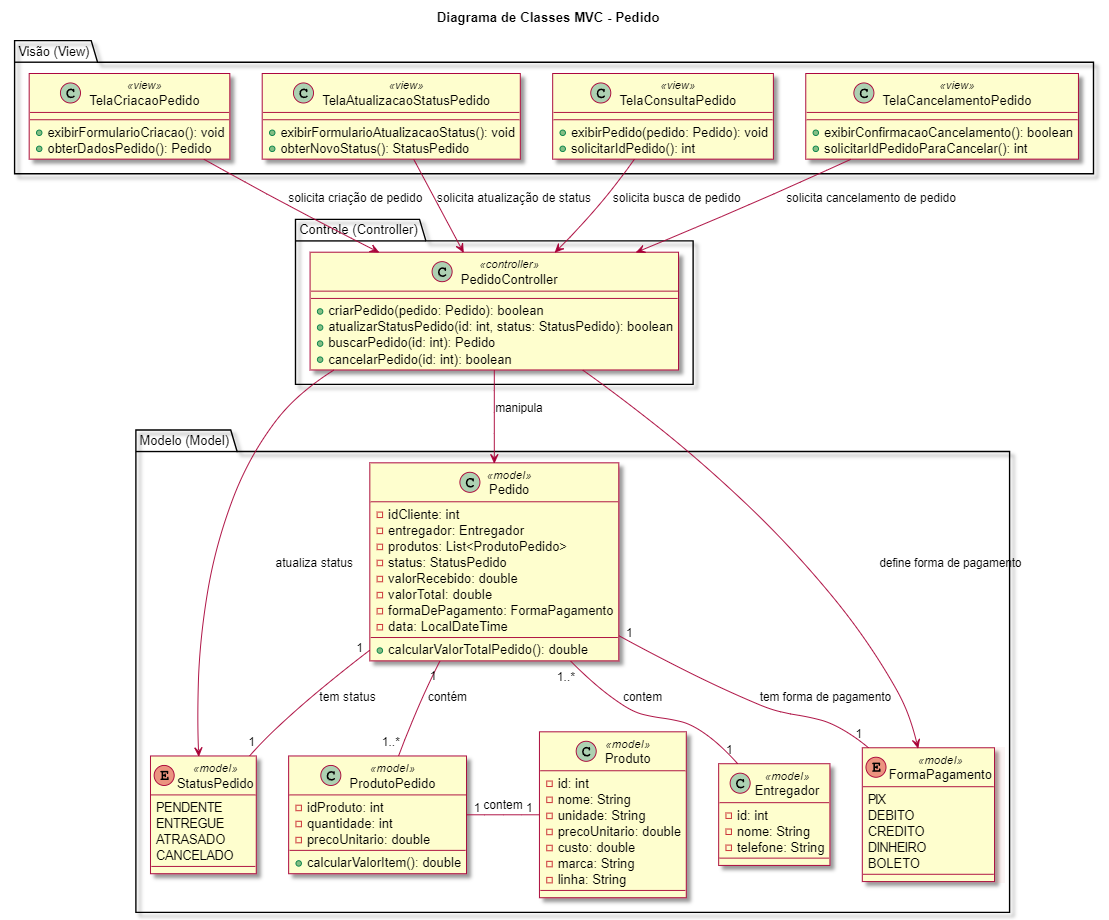 Diagrama de Classes MVC - Pedido
Visão (View)
C
«view»
TelaCriacaoPedido
exibirFormularioCriacao(): void
obterDadosPedido(): Pedido
C
«view»
TelaAtualizacaoStatusPedido
exibirFormularioAtualizacaoStatus(): void
obterNovoStatus(): StatusPedido
C
«view»
TelaConsultaPedido
exibirPedido(pedido: Pedido): void
solicitarIdPedido(): int
C
«view»
TelaCancelamentoPedido
exibirConfirmacaoCancelamento(): boolean
solicitarIdPedidoParaCancelar(): int
solicita criação de pedido
solicita atualização de status
solicita busca de pedido
solicita cancelamento de pedido
Controle (Controller)
C
«controller»
PedidoController
criarPedido(pedido: Pedido): boolean
atualizarStatusPedido(id: int, status: StatusPedido): boolean
buscarPedido(id: int): Pedido
cancelarPedido(id: int): boolean
manipula
Modelo (Model)
C
«model»
Pedido
idCliente: int
entregador: Entregador
produtos: List<ProdutoPedido>
status: StatusPedido
valorRecebido: double
valorTotal: double
formaDePagamento: FormaPagamento
data: LocalDateTime
calcularValorTotalPedido(): double
atualiza status
define forma de pagamento
1
1
1
1..*
tem status
contém
contem
tem forma de pagamento
1
1..*
1
1
E
«model»
StatusPedido
PENDENTE
ENTREGUE
ATRASADO
CANCELADO
C
«model»
ProdutoPedido
idProduto: int
quantidade: int
precoUnitario: double
calcularValorItem(): double
1
contem
1
C
«model»
Produto
id: int
nome: String
unidade: String
precoUnitario: double
custo: double
marca: String
linha: String
C
«model»
Entregador
id: int
nome: String
telefone: String
E
«model»
FormaPagamento
PIX
DEBITO
CREDITO
DINHEIRO
BOLETO